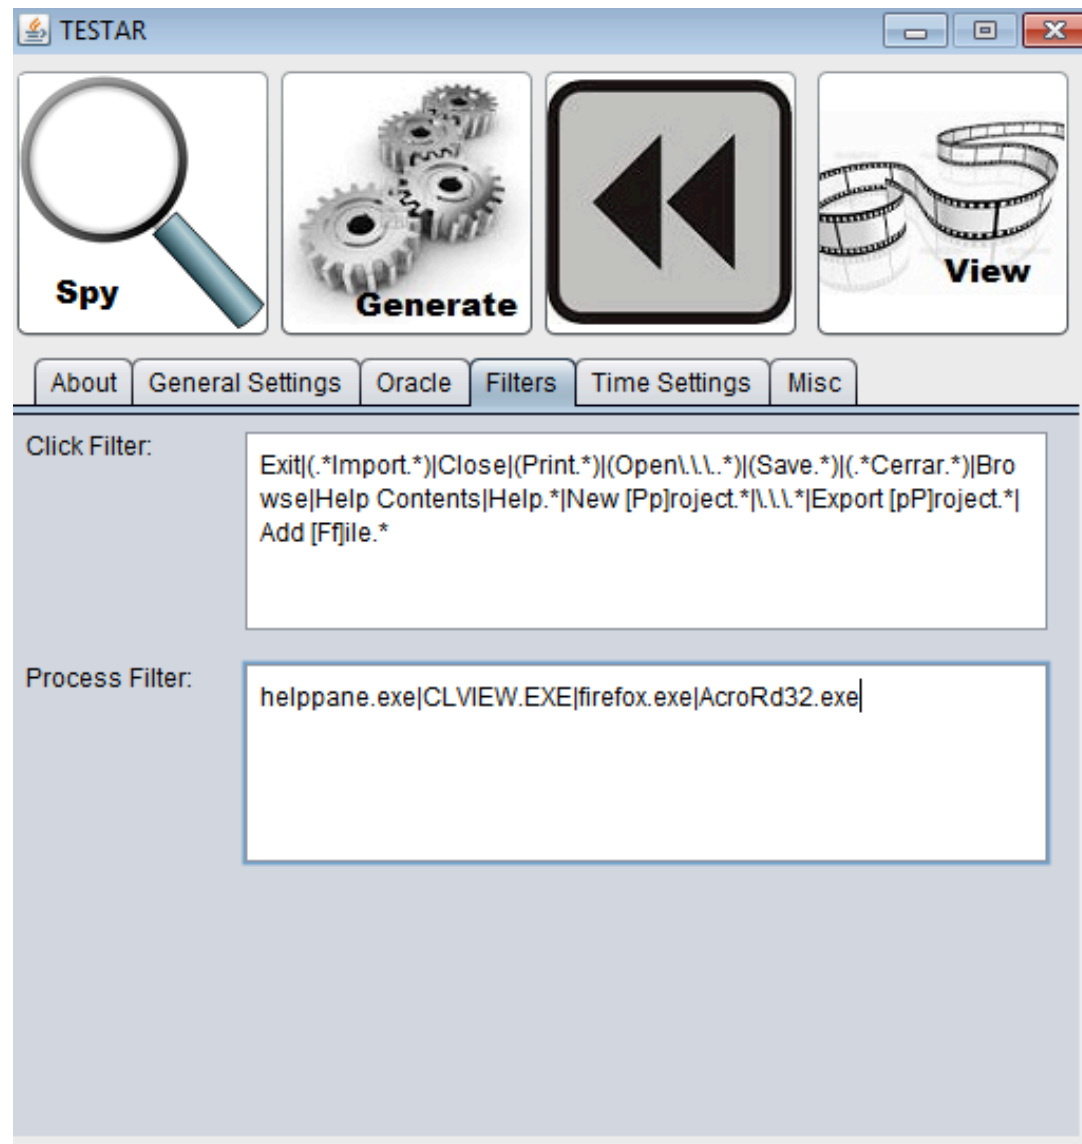 TESTAR
Spy
Generate
View
About
General Settings
Oracle
Filters
Time Settings
Misc
Click Filter:
Exit|(.*Import.*)|Close|(Print.*)|(Open\.\.\..*)|(Save.*)|(.*Cerrar.*)|Bro
wse|Help Contents|Help.*|New [Pp]roject.*|\.\.\.*|Export [pP]roject.*|
Add [Ff]ile.*
Process Filter:
helppane.exe|CLVIEW.EXE|firefox.exe|AcroRd32.exe